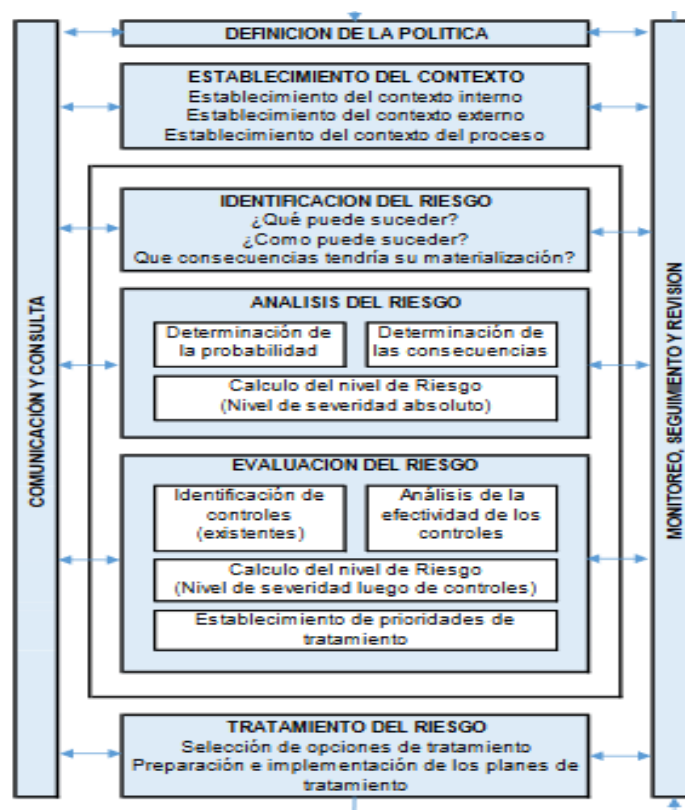 DEFINICION DE LA POLITICA
ESTABLECIMIENTO DEL CONTEXTO
Establecimiento del contexto interno
Establecimiento del contexto externo
Establecimiento del contexto del proceso
IDENTIFICACION DEL RIESGO
¿Qué puede suceder?
¿Como puede suceder?
Que consecuencias tendría su materialización?
ANALISIS DEL RIESGO
Determinación de
la probabilidad
Determinación de
las consecuencias
Calculo del nivel de Riesgo
(Nivel de severidad absoluto)
EVALUACION DEL RIESGO
Identificación de
controles
(existentes)
Análisis de la
efectividad de los
controles
Calculo del nivel de Riesgo
(Nivel de severidad luego de controles)
Establecimiento de prioridades de
tratamiento
TRATAMIENTO DEL RIESGO
Selección de opciones de tratamiento
Preparación e implementación de los planes de
tratamiento
COMUNICACIÓN Y CONSULTA
MONITOREO, SEGUIMIENTO Y REVISION